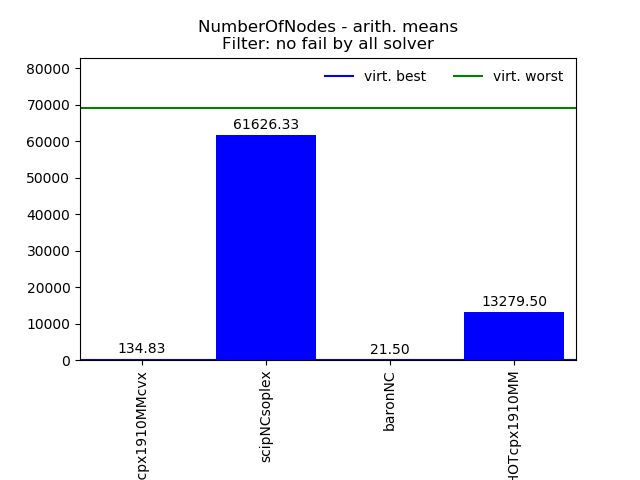 NumberOfNodes - arith. means
Filter: no fail by all solver
virt. best
virt. worst
80000
70000
60000
50000
40000
30000
20000
10000
0
134.83
61626.33
21.50
13279.50
cpx1910MMcvx
scipNCsoplex
baronNC